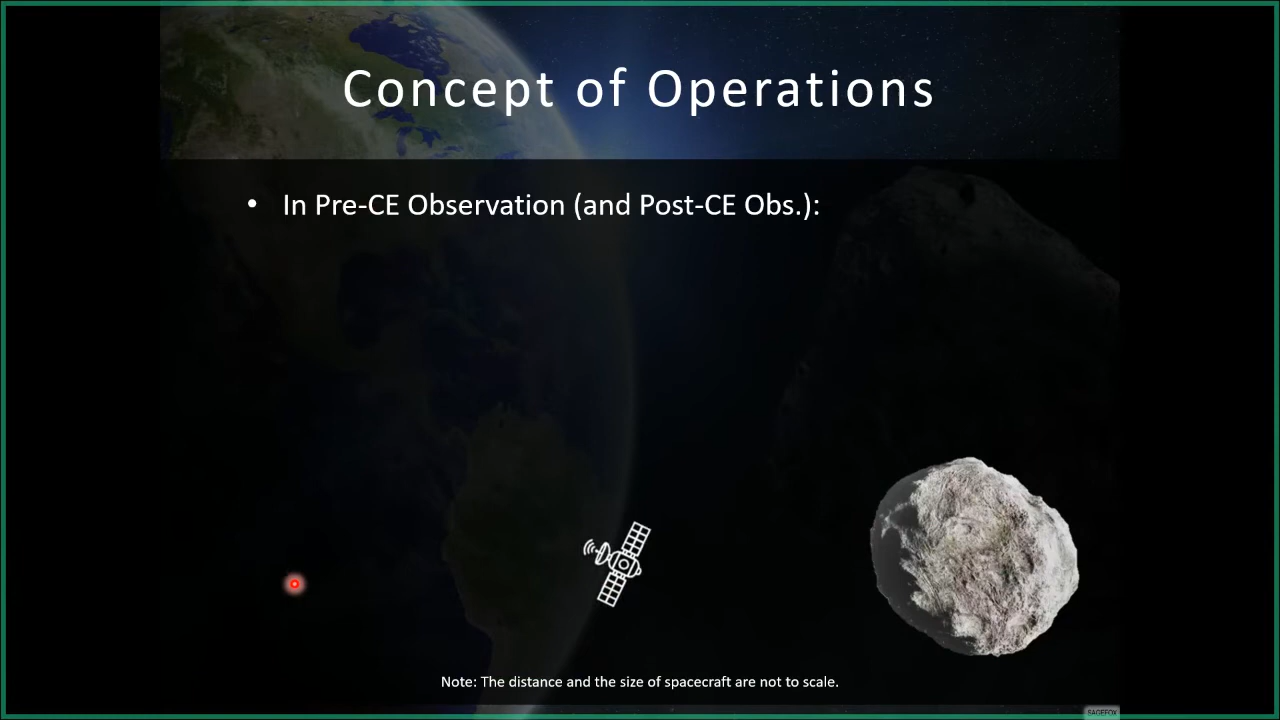 Concept of Operations
• In Pre-CE Observation (and Post-CE Obs.):
Note: The distance and the size of spacecraft are not to scale.
SAGEFOX